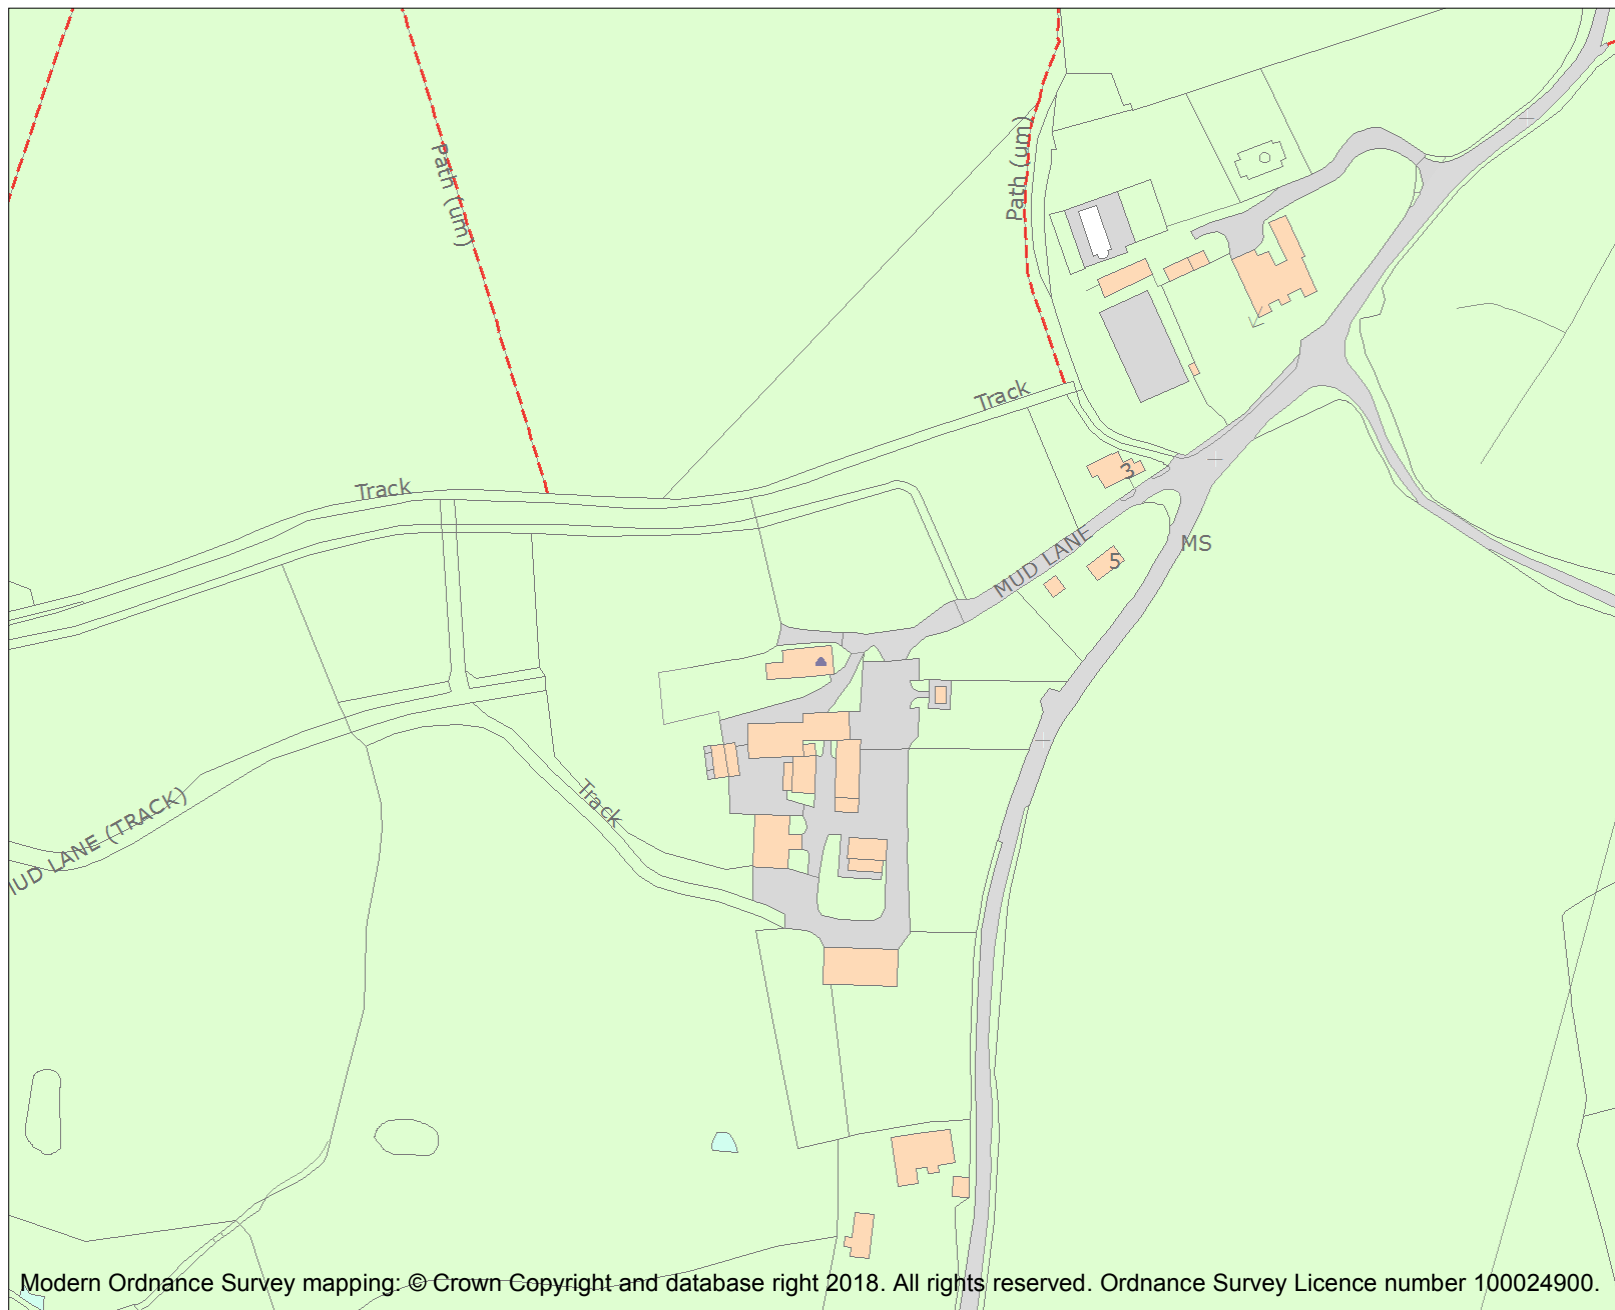 Path (um)
Path (um)
Track
Track
3
MUD LANE
MS
5
Track
UD LANE (TRACK)
Modern Ordnance Survey mapping: © Crown Copyright and database right 2018. All rights reserved. Ordnance Survey Licence number 100024900.